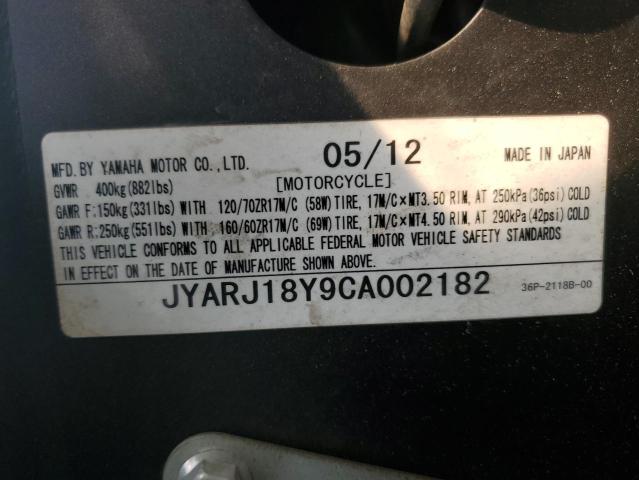 MFD. BY YAMAHA MOTOR CO., LTD. 05/12 MADE IN JAPAN
GVWR 400kg(882lbs) [MOTORCYCLE]
GAWR F:150kg(331lbs) WITH 120/70ZR17M/C (58W)TIRE, 17M/C×MT3.50 RIM, AT 250kPa(36psi)COLD
GAWR R:250kg(551lbs) WITH 160/60ZR17M/C (69W)TIRE, 17M/C×MT4.50 RIM, AT 290kPa(42psi)COLD
THIS VEHICLE CONFORMS TO ALL APPLICABLE FEDERAL MOTOR VEHICLE SAFETY STANDARDS
IN EFFECT ON THE DATE OF MANUFACTURE SHOWN ABOVE.
JYARJ18Y9CA002182 36P-2118B-00